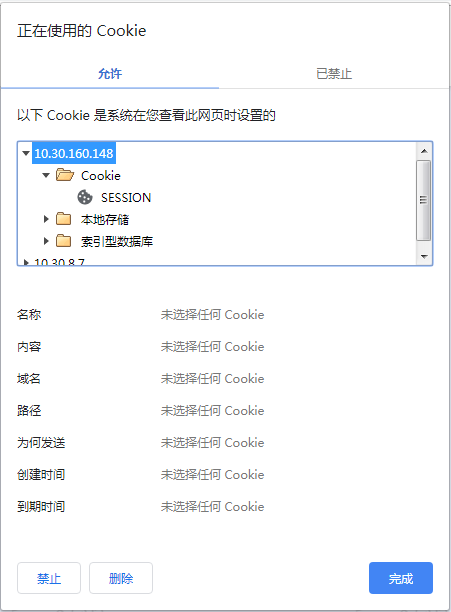 正在使用的 Cookie
允许 已禁止
以下 Cookie 是系统在您查看此网页时设置的
10.30.160.148
Cookie
SESSION
本地存储
索引型数据库
10.30.8.7
名称 未选择任何 Cookie
内容 未选择任何 Cookie
域名 未选择任何 Cookie
路径 未选择任何 Cookie
为何发送 未选择任何 Cookie
创建时间 未选择任何 Cookie
到期时间 未选择任何 Cookie
禁止 删除 完成